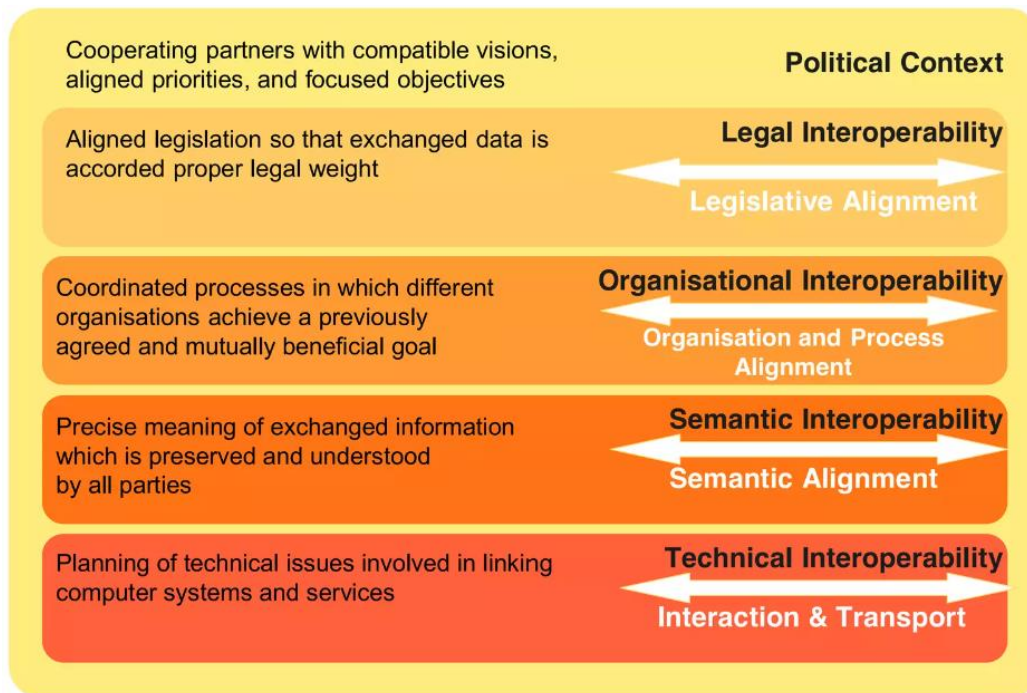 Cooperating partners with compatible visions,
aligned priorities, and focused objectives
Political Context
Aligned legislation so that exchanged data is
accorded proper legal weight
Legal Interoperability
Legislative Alignment
Coordinated processes in which different
organisations achieve a previously
agreed and mutually beneficial goal
Organisational Interoperability
Organisation and Process
Alignment
Precise meaning of exchanged information
which is preserved and understood
by all parties
Semantic Interoperability
Semantic Alignment
Planning of technical issues involved in linking
computer systems and services
Technical Interoperability
Interaction & Transport